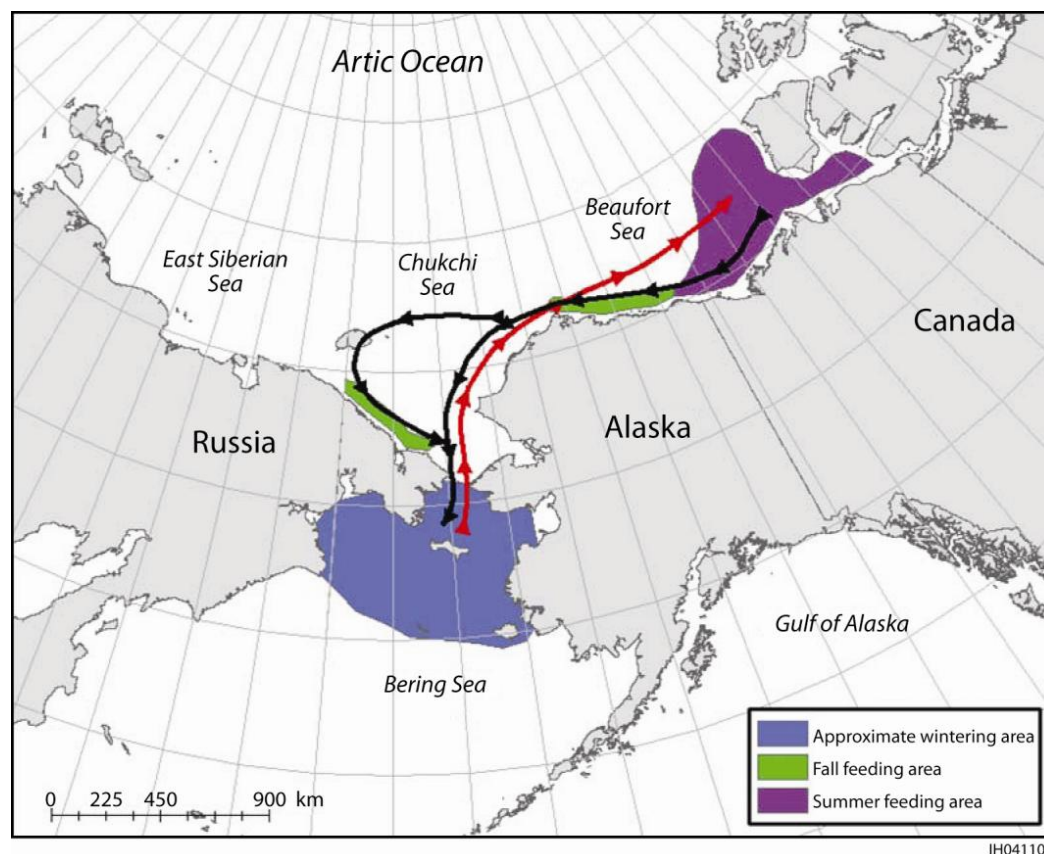 Artic Ocean
Beaufort
Sea
East Siberian
Sea
Chukchi
Sea
Canada
Russia
Alaska
Gulf of Alaska
Bering Sea
Approximate wintering area
Fall feeding area
Summer feeding area
0 225 450 900 km
JH04110